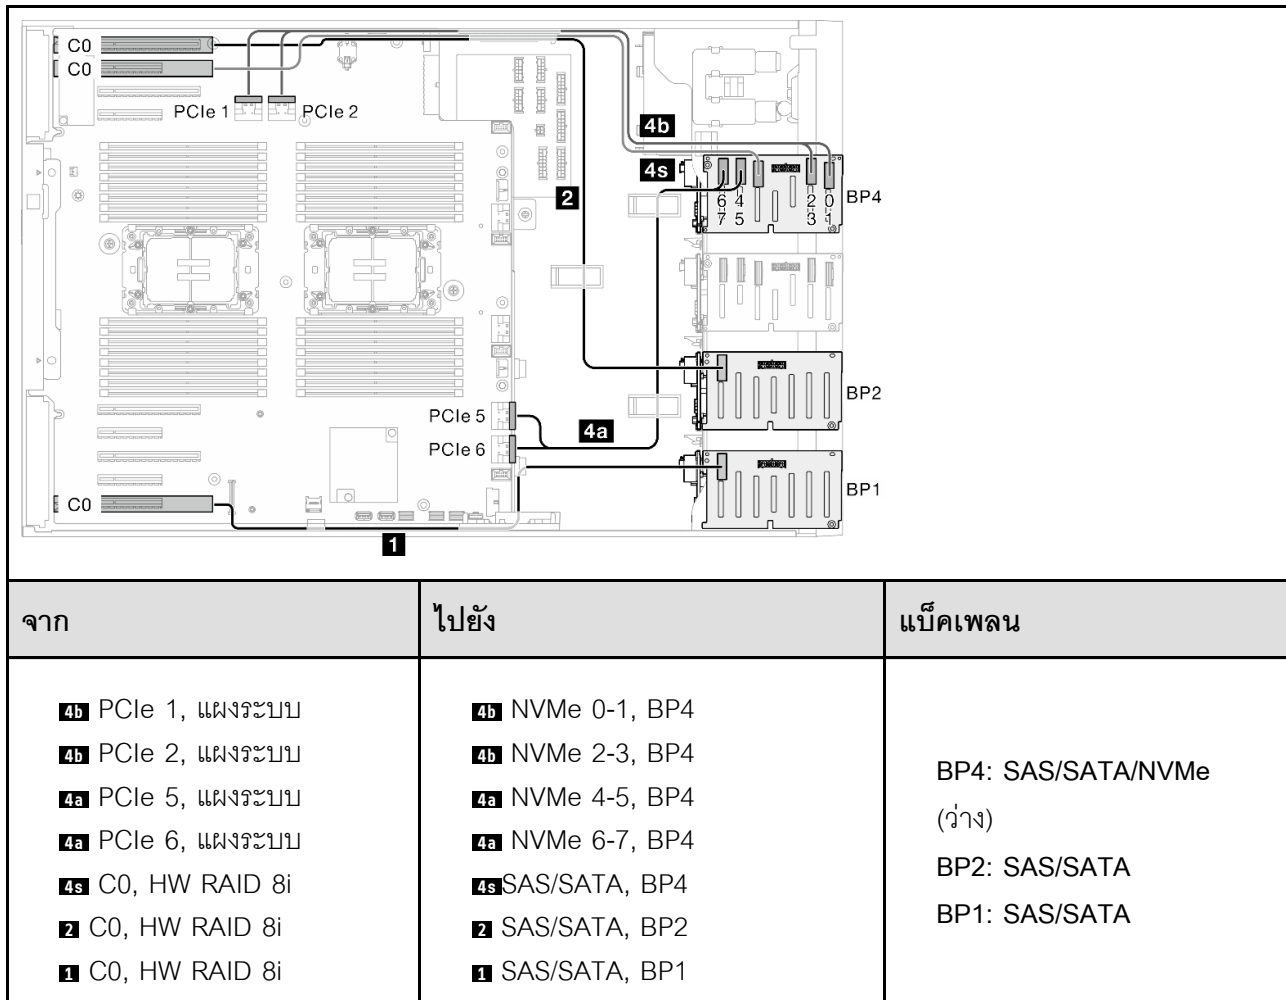 C0
C0
PCIe 1
PCIe 2
4b
4s
2
6 4 2 0
7 5 3 1
BP4
BP2
PCIe 5
PCIe 6
4a
BP1
C0
1
จาก
ไปยัง
แบ็คเพลน
4b PCIe 1, แผงระบบ
4b PCIe 2, แผงระบบ
4a PCIe 5, แผงระบบ
4a PCIe 6, แผงระบบ
4s C0, HW RAID 8i
2 C0, HW RAID 8i
1 C0, HW RAID 8i
4b NVMe 0-1, BP4
4b NVMe 2-3, BP4
4a NVMe 4-5, BP4
4a NVMe 6-7, BP4
4s SAS/SATA, BP4
2 SAS/SATA, BP2
1 SAS/SATA, BP1
BP4: SAS/SATA/NVMe
(ว่าง)
BP2: SAS/SATA
BP1: SAS/SATA